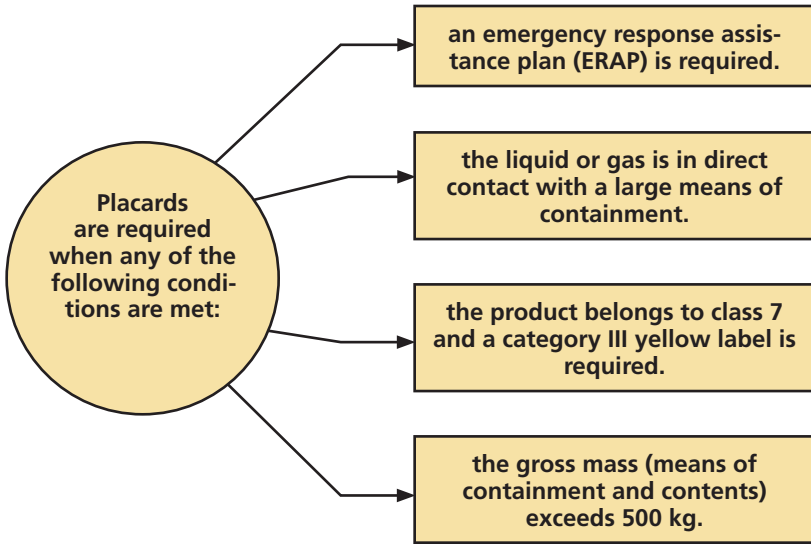 Placards
are required
when any of the
following condi-
tions are met:
an emergency response assis-
tance plan (ERAP) is required.
the liquid or gas is in direct
contact with a large means of
containment.
the product belongs to class 7
and a category III yellow label is
required.
the gross mass (means of
containment and contents)
exceeds 500 kg.